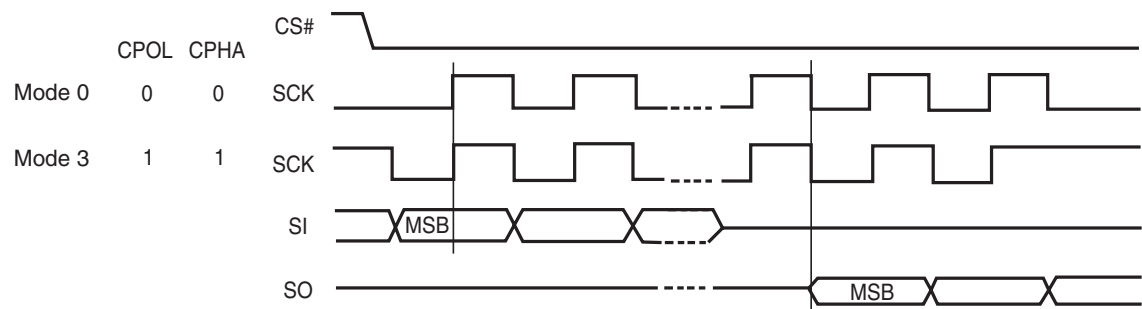 CS#
CPOL CPHA
Mode 0 0 0 SCK
Mode 3 1 1 SCK
SI MSB
SO MSB